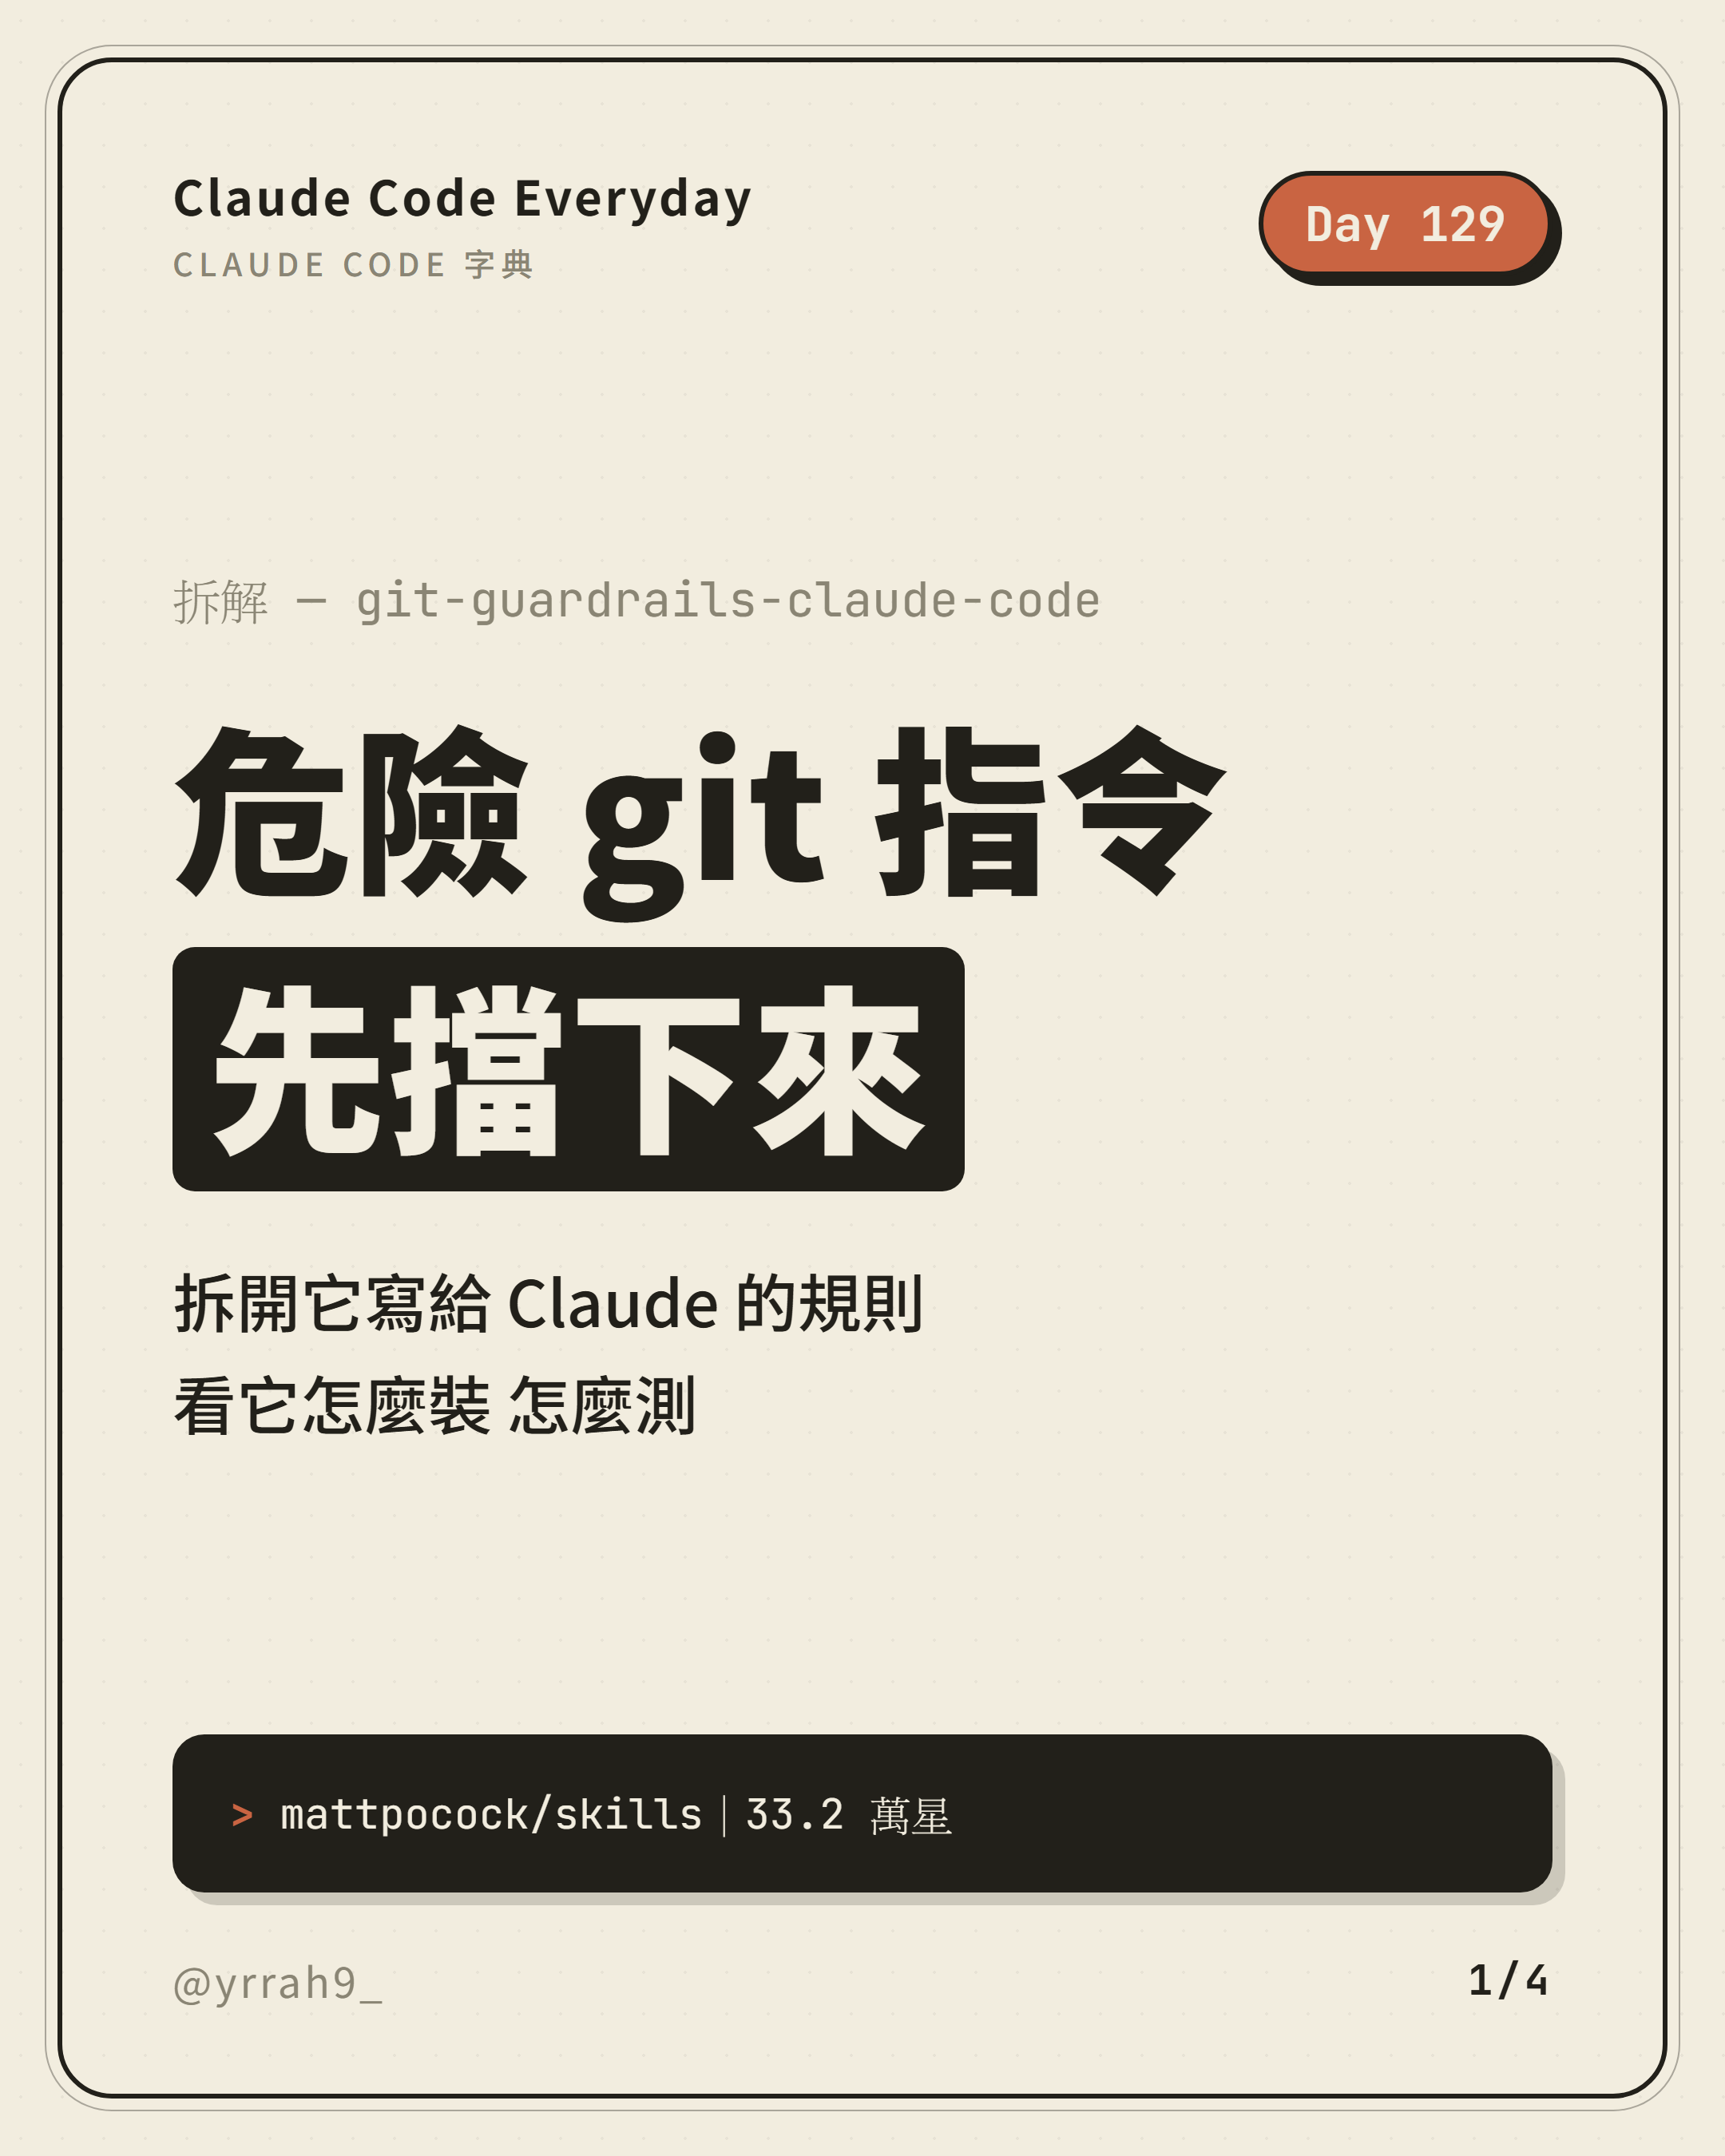 Claude Code Everyday
CLAUDE CODE 字典
Day 129
拆解 — git-guardrails-claude-code
危險 git 指令
先擋下來
拆開它寫給 Claude 的規則
看它怎麼裝 怎麼測
> mattpocock/skills｜33.2 萬星
@yrrah9_
1/4